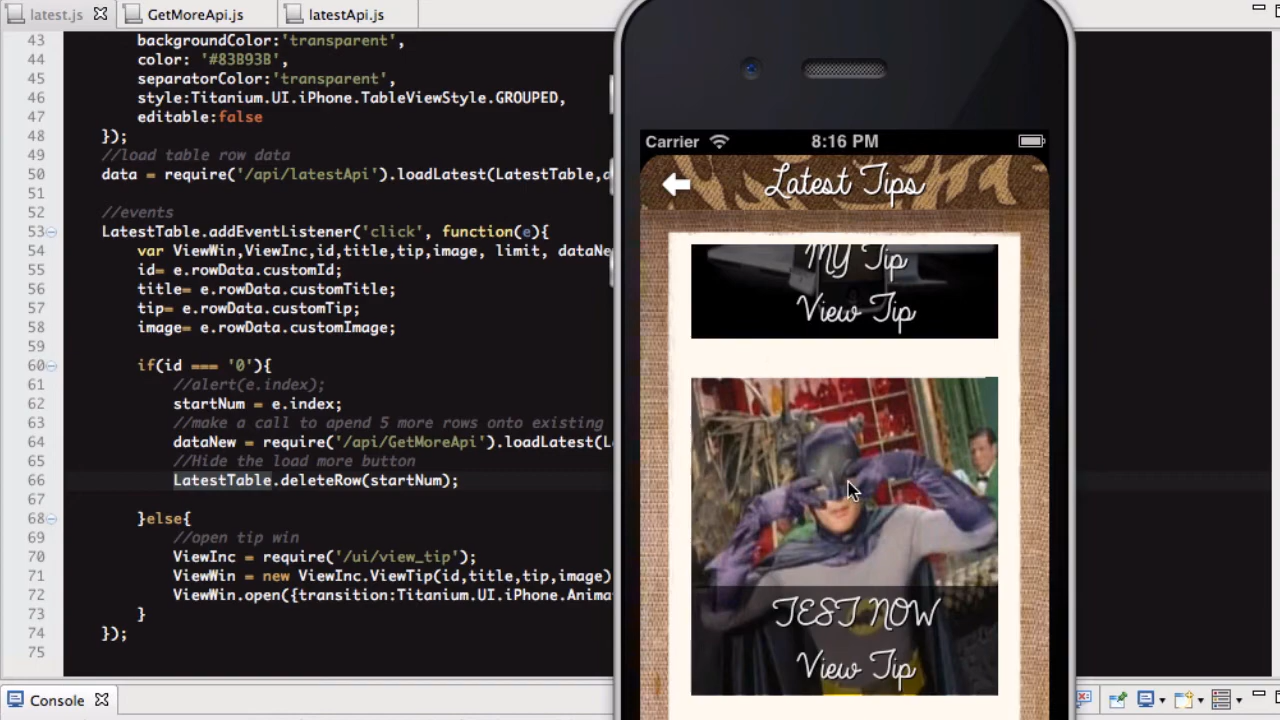 latest.js
GetMoreApi.js
latestApi.js
43 backgroundColor:'transparent',
44 color: '#83B93B',
45 separatorColor:'transparent',
46 style:Titanium.UI.iPhone.TableViewStyle.GROUPED,
47 editable:false
48 });
49 //load table row data
50 data = require('/api/latestApi').loadLatest(LatestTable,
51
52 //events
53 LatestTable.addEventListener('click', function(e){
54 var ViewWin,ViewInc,id,title,tip,image, limit, dataNe
55 id= e.rowData.customId;
56 title= e.rowData.customTitle;
57 tip= e.rowData.customTip;
58 image= e.rowData.customImage;
59
60 if(id === '0'){
61 //alert(e.index);
62 startNum = e.index;
63 //make a call to apend 5 more rows onto existing
64 dataNew = require('/api/GetMoreApi').loadLatest(L
65 //Hide the load more button
66 LatestTable.deleteRow(startNum);
67
68 }else{
69 //open tip win
70 ViewInc = require('/ui/view_tip');
71 ViewWin = new ViewInc.ViewTip(id,title,tip,image)
72 ViewWin.open({transition:Titanium.UI.iPhone.Anima
73 }
74 });
75
Console
Carrier 8:16 PM
Latest Tips
MY Tip
View Tip
TEST NOW
View Tip